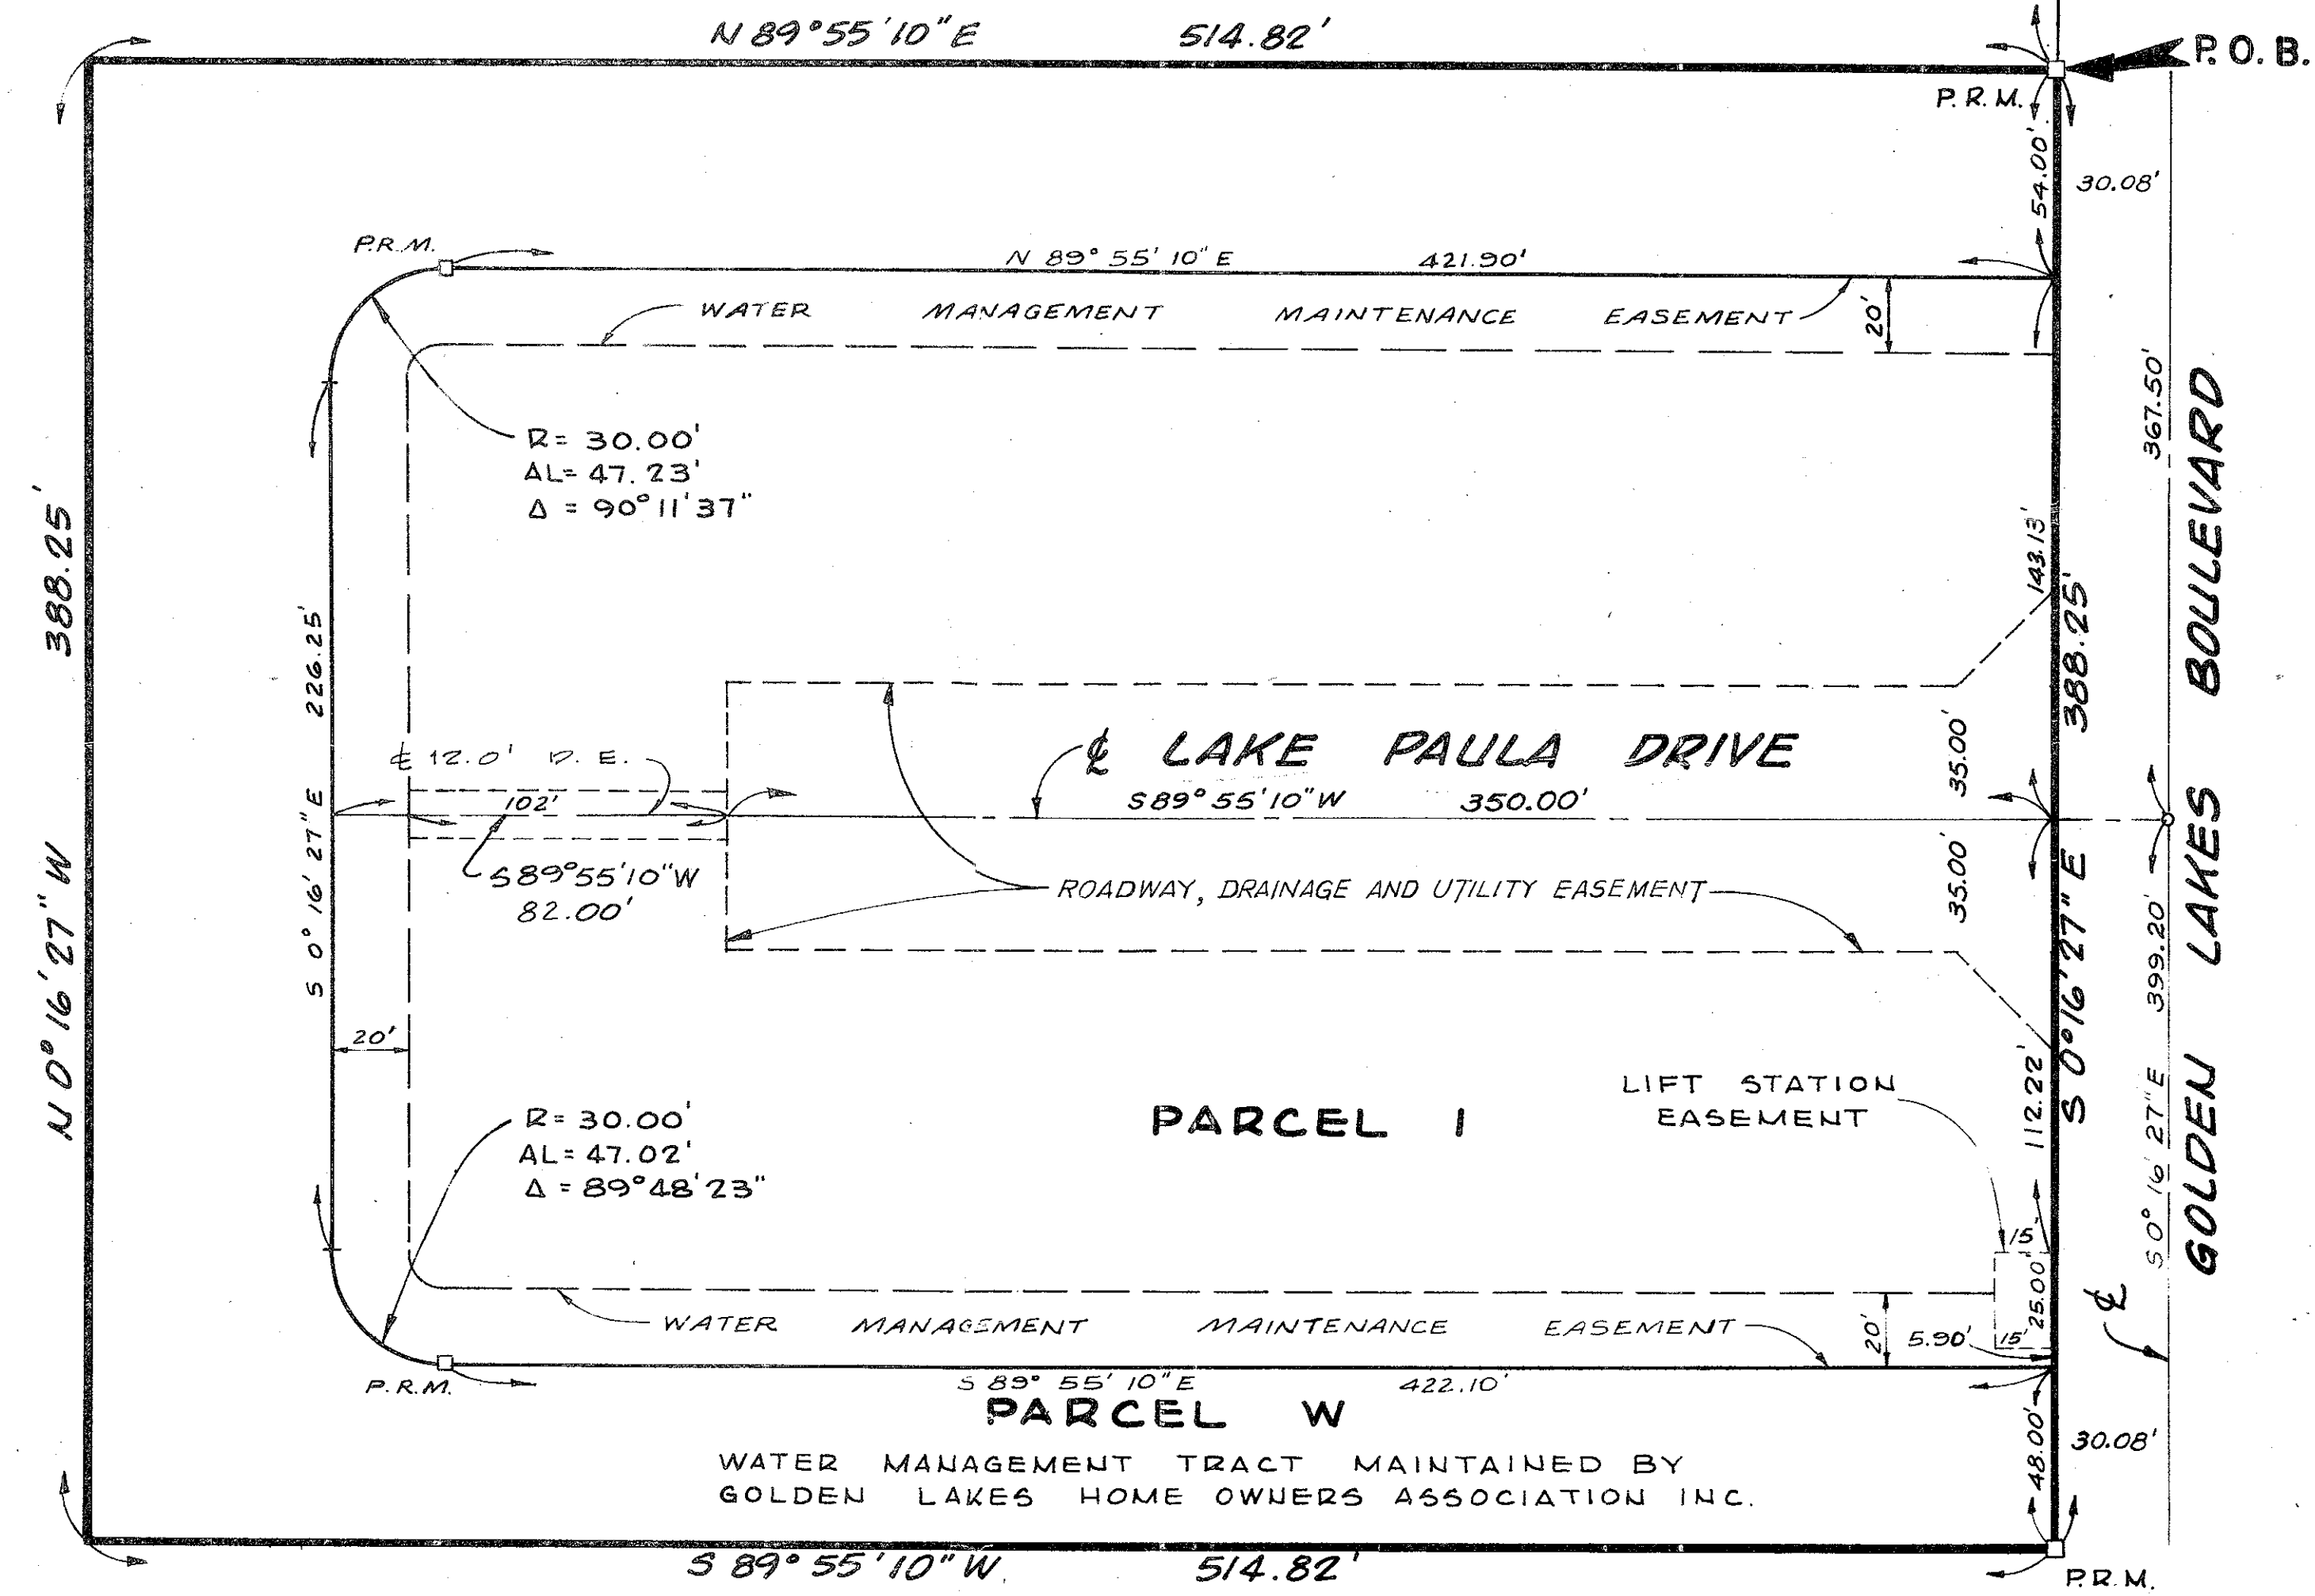 N 89°55'10"E 514.82'
P.O.B.
P.R.M.
54.00'
30.08'
P.R.M.
N 89° 55' 10" E 421.90'
WATER MANAGEMENT MAINTENANCE EASEMENT
20'
R= 30.00'
AL= 47.23'
Δ = 90°11'37"
367.50'
143.13'
388.25'
N 0° 16' 27" W
226.25'
S 0° 16' 27" E
388.25'
S 0°16'27" E
GOLDEN LAKES BOULEVARD
℄ 12.0' D. E.
102'
S89°55'10"W
82.00'
℄ LAKE PAULA DRIVE
S89°55'10"W 350.00'
35.00'
35.00'
ROADWAY, DRAINAGE AND UTILITY EASEMENT
399.20'
S 0° 16' 27" E
20'
R= 30.00'
AL= 47.02'
Δ = 89°48'23"
PARCEL 1
LIFT STATION
EASEMENT
112.22'
15'
25.00'
15'
5.90'
20'
℄
WATER MANAGEMENT MAINTENANCE EASEMENT
P.R.M.
S 89° 55' 10" E 422.10'
PARCEL W
WATER MANAGEMENT TRACT MAINTAINED BY
GOLDEN LAKES HOME OWNERS ASSOCIATION INC.
48.00'
30.08'
S 89°55'10" W 514.82'
P.R.M.